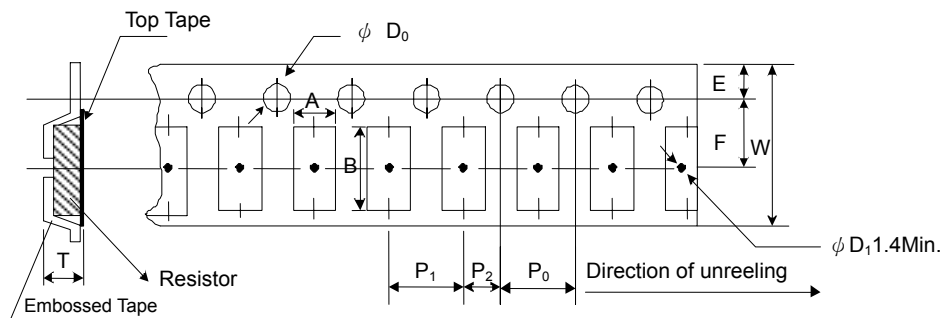 Top Tape
φ D₀
A
E
F
W
B
φ D₁ 1.4Min.
T
Resistor
P₁
P₂
P₀
Direction of unreeling
Embossed Tape